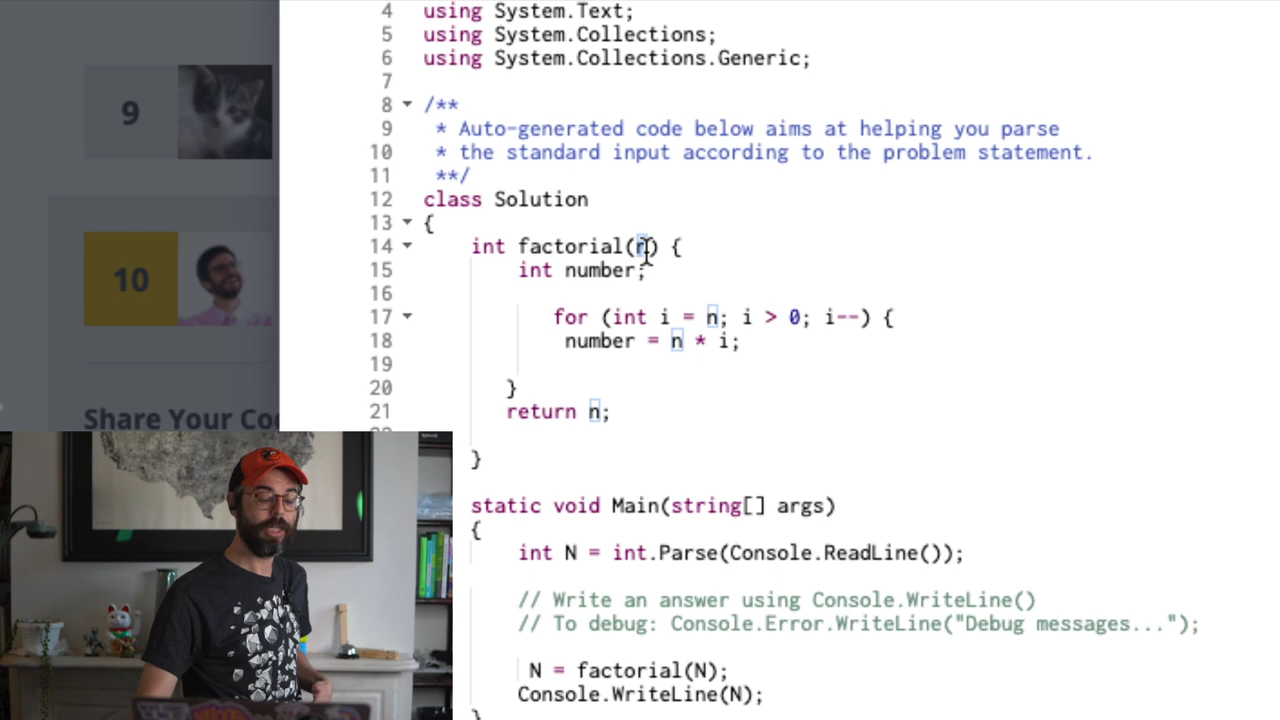 4 using System.Text;
5 using System.Collections;
6 using System.Collections.Generic;
7
8 /**
9 * Auto-generated code below aims at helping you parse
10 * the standard input according to the problem statement.
11 **/
12 class Solution
13 {
14 int factorial(n) {
15 int number;
16
17 for (int i = n; i > 0; i--) {
18 number = n * i;
19
20 }
21 return n;
}
static void Main(string[] args)
{
int N = int.Parse(Console.ReadLine());
// Write an answer using Console.WriteLine()
// To debug: Console.Error.WriteLine("Debug messages...");
N = factorial(N);
Console.WriteLine(N);
}
9
10
Share Your